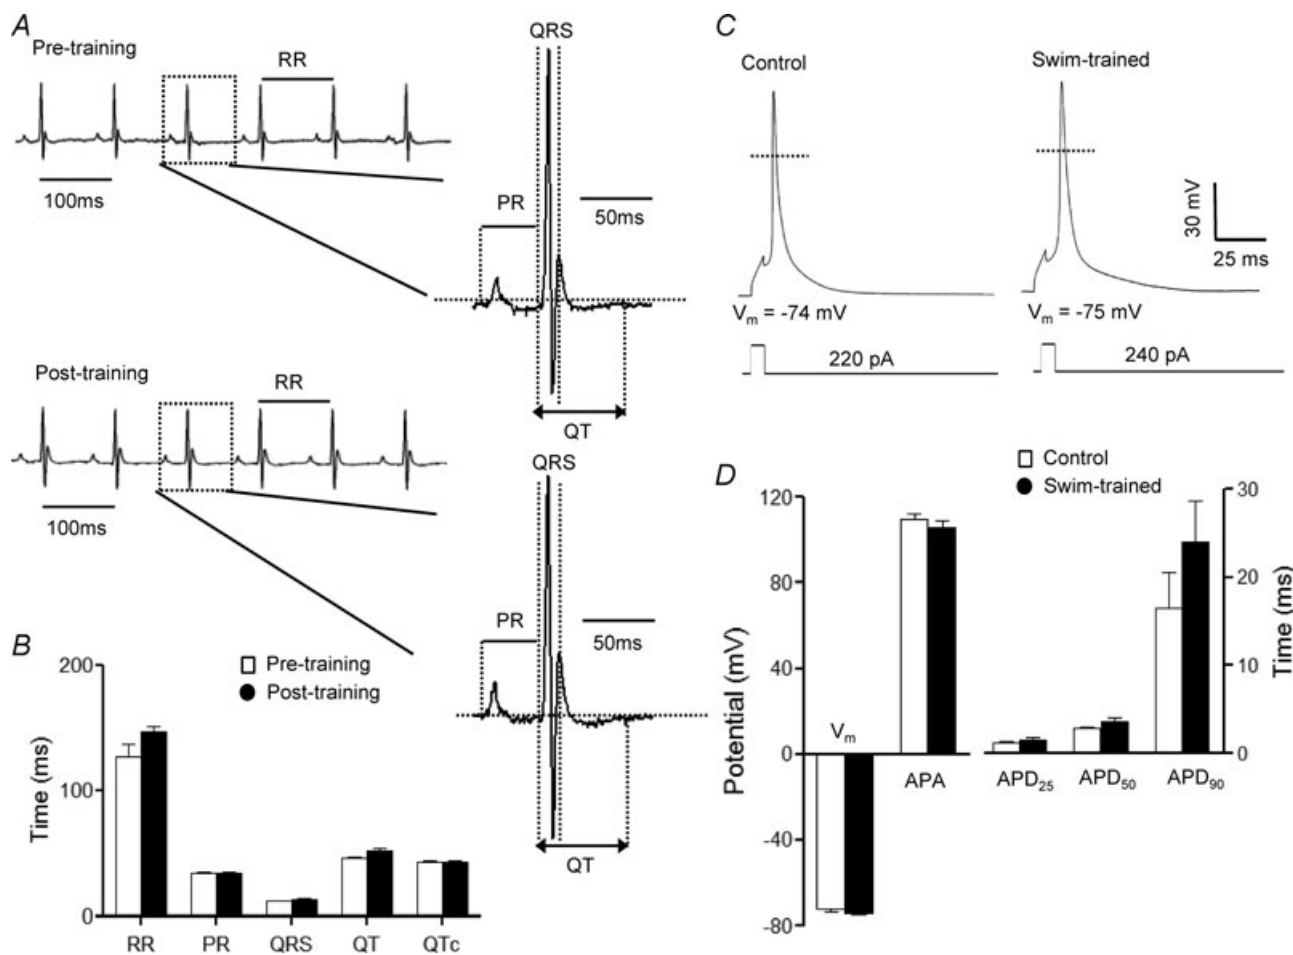 A
Pre-training
RR
100ms
QRS
PR
50ms
QT
Post-training
RR
100ms
QRS
PR
50ms
QT
B
Pre-training
Post-training
Time (ms)
200
100
0
RR PR QRS QT QTc
C
Control
Swim-trained
30 mV
25 ms
Vm = -74 mV
Vm = -75 mV
220 pA
240 pA
D
Control
Swim-trained
Potential (mV)
120
80
40
0
-40
-80
Vm
APA
APD25 APD50 APD90
30
20
10
0
Time (ms)